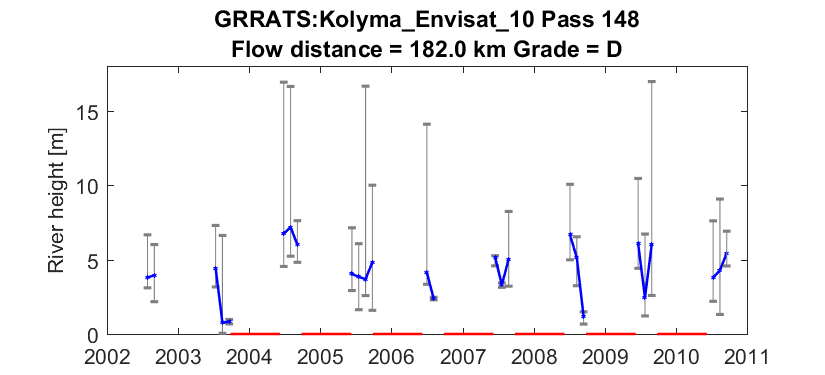 GRRATS:Kolyma_Envisat_10 Pass 148
Flow distance = 182.0 km Grade = D
River height [m]
15
10
5
0
2002 2003 2004 2005 2006 2007 2008 2009 2010 2011